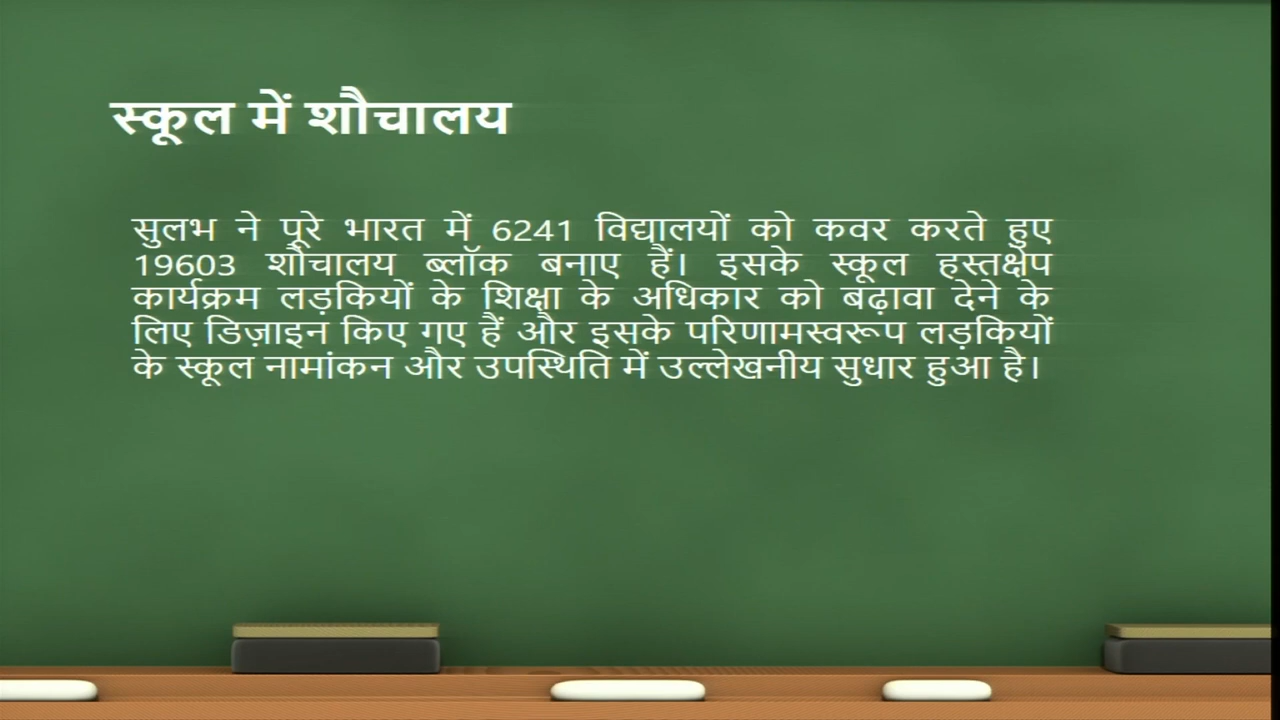 स्कूल में शौचालय
सुलभ ने पूरे भारत में 6241 विद्यालयों को कवर करते हुए
19603 शौचालय ब्लॉक बनाए हैं। इसके स्कूल हस्तक्षेप
कार्यक्रम लड़कियों के शिक्षा के अधिकार को बढ़ावा देने के
लिए डिज़ाइन किए गए हैं और इसके परिणामस्वरूप लड़कियों
के स्कूल नामांकन और उपस्थिति में उल्लेखनीय सुधार हुआ है।